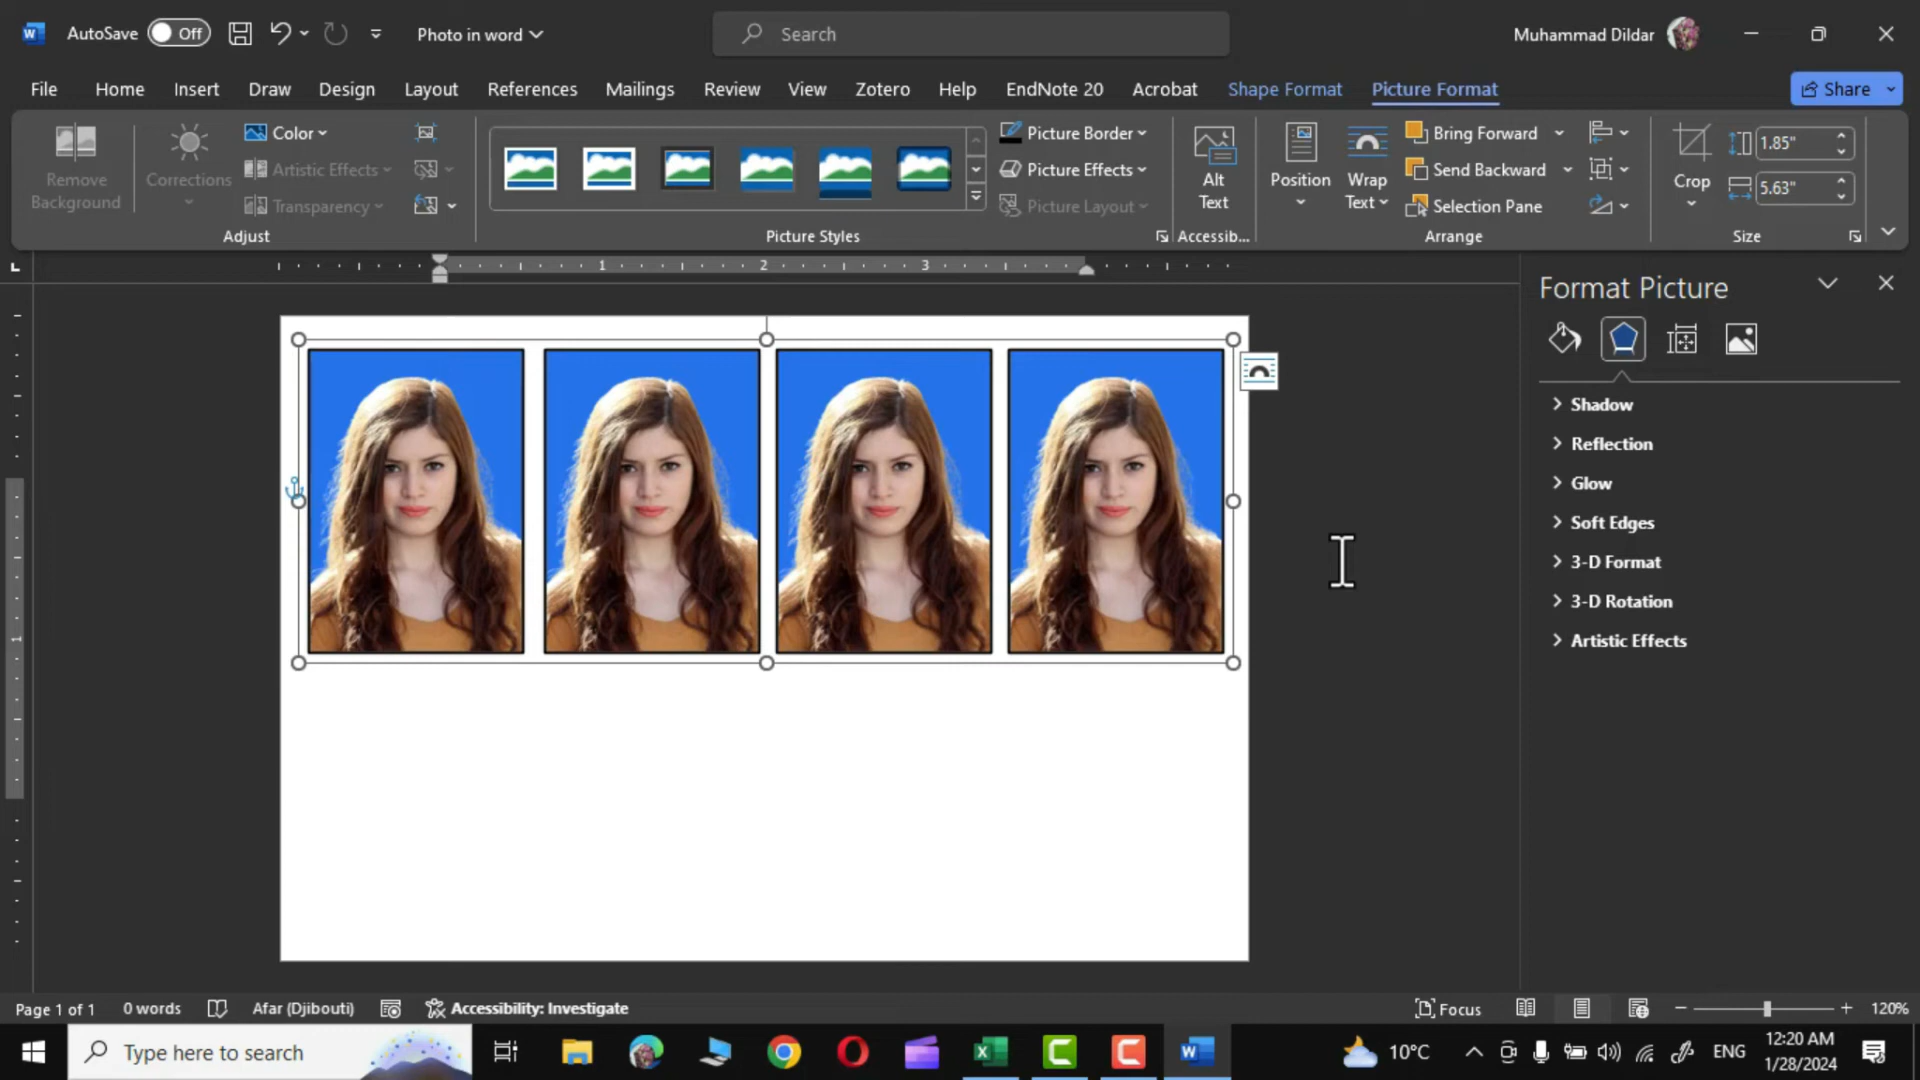 AutoSave Off Photo in word Search Muhammad Dildar
File Home Insert Draw Design Layout References Mailings Review View Zotero Help EndNote 20 Acrobat Shape Format Picture Format Share
Remove Background
Corrections
Color
Artistic Effects
Transparency
Adjust
Picture Border
Picture Effects
Picture Layout
Picture Styles
Alt Text
Accessib...
Position
Wrap Text
Bring Forward
Send Backward
Selection Pane
Arrange
Crop
1.85"
5.63"
Size
L
1 2 3
1
Format Picture
Shadow
Reflection
Glow
Soft Edges
3-D Format
3-D Rotation
Artistic Effects
Page 1 of 1 0 words Afar (Djibouti) Accessibility: Investigate Focus 120%
Type here to search 10°C ENG
12:20 AM
1/28/2024